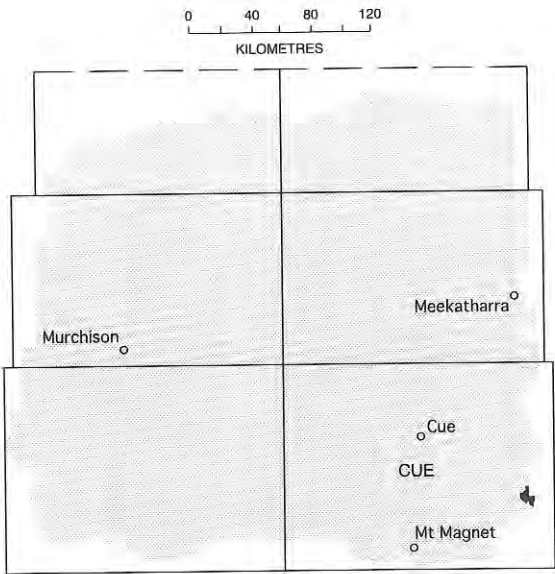 0 40 80 120
KILOMETRES
Meekatharra
Murchison
Cue
CUE
Mt Magnet